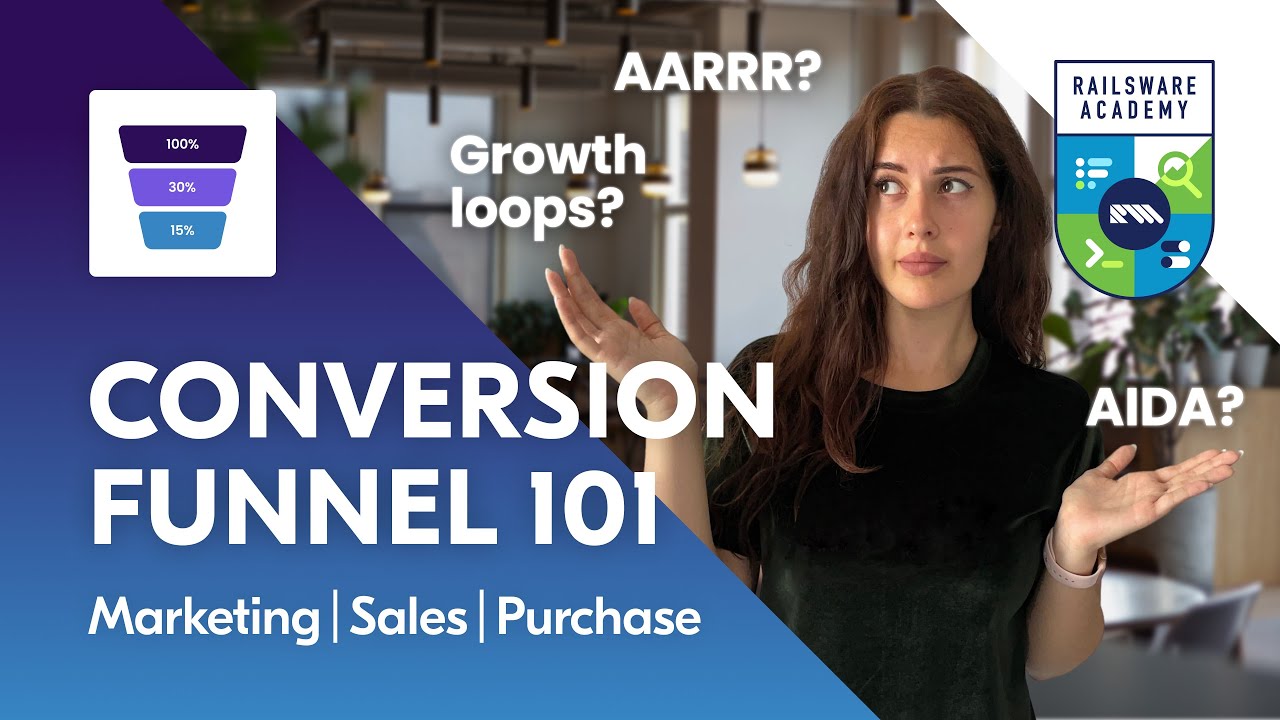 100%
30%
15%
AARRR?
Growth
loops?
RAILSWARE
ACADEMY
AIDA?
CONVERSION
FUNNEL 101
Marketing | Sales | Purchase